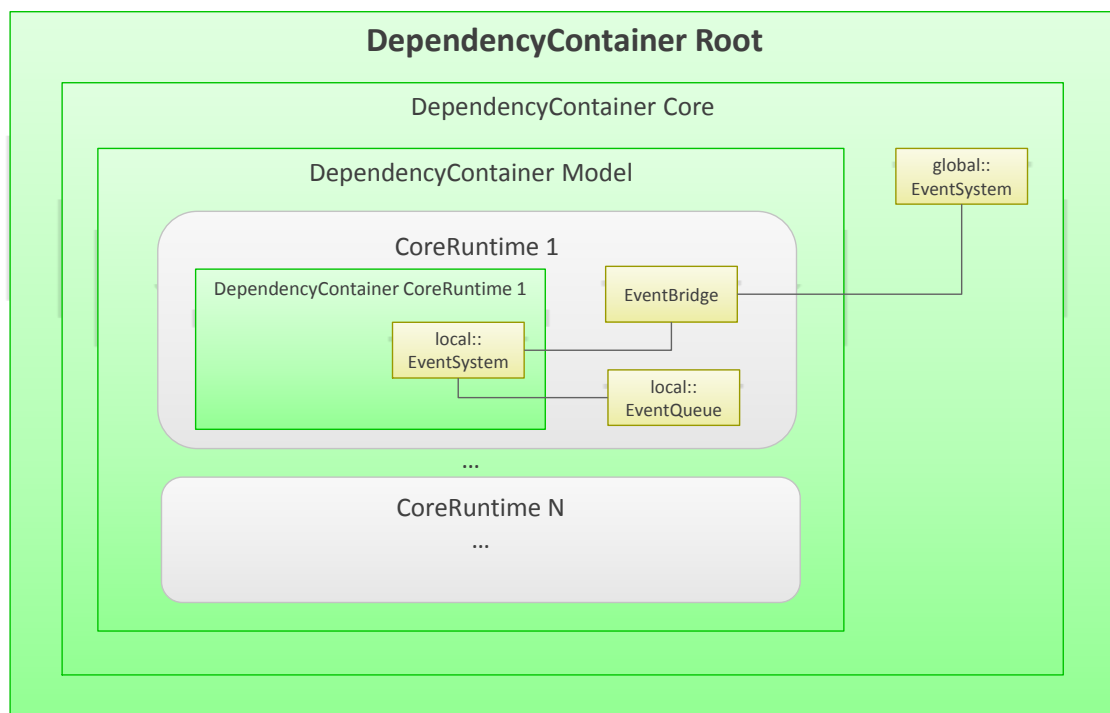 DependencyContainer Root
DependencyContainer Core
global::
EventSystem
DependencyContainer Model
CoreRuntime 1
DependencyContainer CoreRuntime 1
EventBridge
local::
EventSystem
local::
EventQueue
...
CoreRuntime N
...